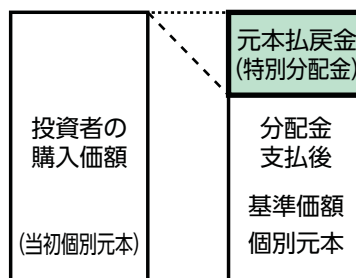 元本払戻金
(特別分配金)
投資者の
購入価額
(当初個別元本)
分配金
支払後
基準価額
個別元本